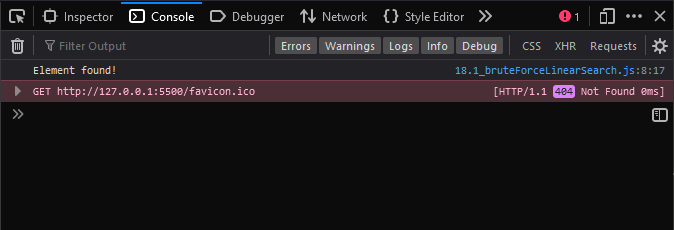 Inspector Console Debugger Network Style Editor 1
Filter Output Errors Warnings Logs Info Debug CSS XHR Requests
Element found! 18.1_bruteForceLinearSearch.js:8:17
GET http://127.0.0.1:5500/favicon.ico [HTTP/1.1 404 Not Found 0ms]